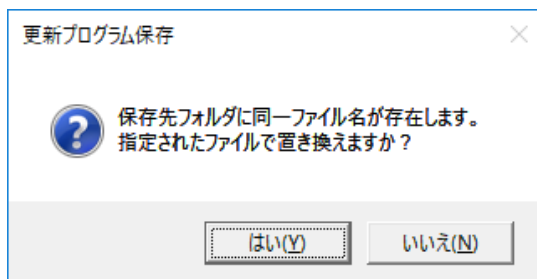 更新プログラム保存
保存先フォルダに同一ファイル名が存在します。
指定されたファイルで置き換えますか？
はい(Y)
いいえ(N)